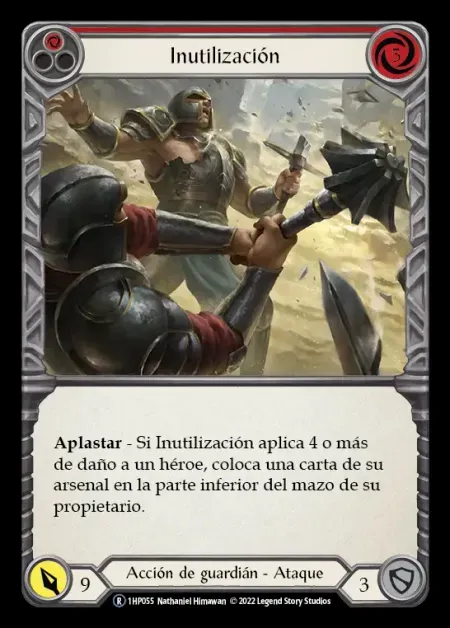 Inutilización
3
Aplastar - Si Inutilización aplica 4 o más
de daño a un héroe, coloca una carta de su
arsenal en la parte inferior del mazo de su
propietario.
9
Acción de guardián - Ataque
3
R 1HP055 Nathaniel Himawan © 2022 Legend Story Studios